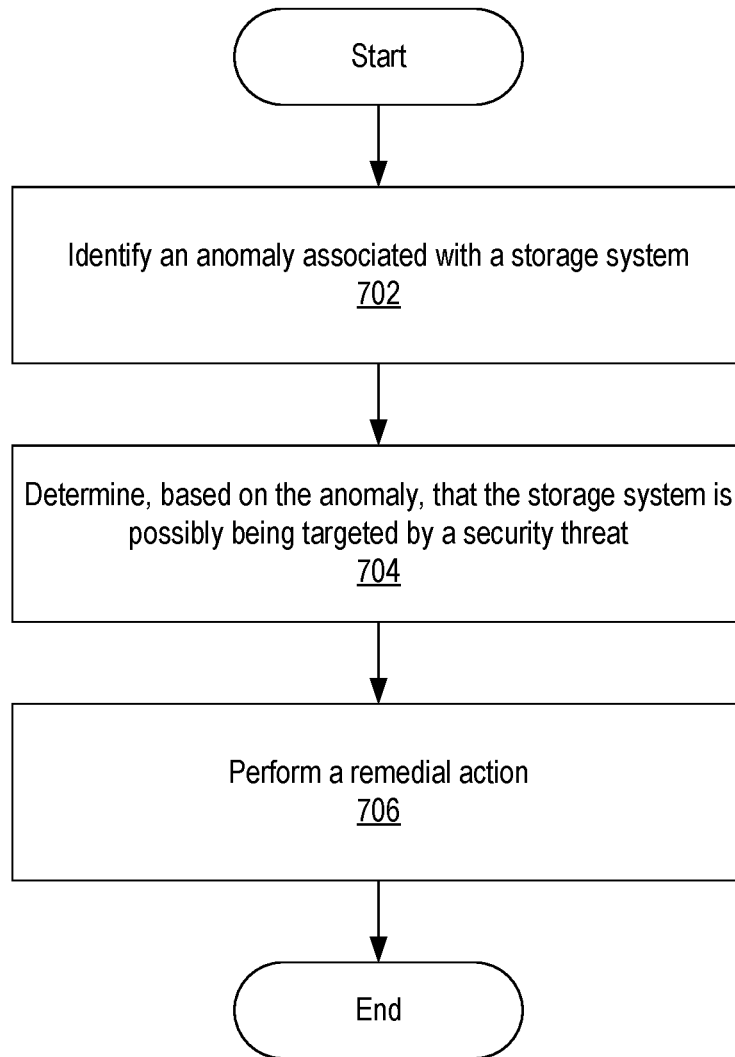 Start
Identify an anomaly associated with a storage system
702
Determine, based on the anomaly, that the storage system is
possibly being targeted by a security threat
704
Perform a remedial action
706
End